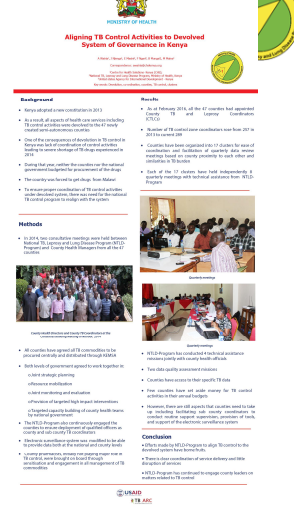 MINISTRY OF HEALTH
Aligning TB Control Activities to Devolved
System of Governance in Kenya
Background
• Kenya adopted a new constitution in 2013
• As a result, all aspects of health care services including
TB control activities were devolved to the 47 newly
created semi-autonomous counties
• One of the consequences of devolution in TB control in
Kenya was lack of coordination of control activities
leading to severe shortage of TB drugs experienced in
2014
• During that year, neither the counties nor the national
government budgeted for procurement of the drugs
• The country was forced to get drugs from Malawi
• To ensure proper coordination of TB control activities
under devolved system, there was need for the national
TB control program to realign with the system
Methods
• In 2014, two consultative meetings were held between
National TB, Leprosy and Lung Disease Program (NTLD-
Program) and County Health Managers from all the 47
counties
County Health Directors and County TB Coordinators at the
• All counties have agreed all TB commodities to be
procured centrally and distributed through KEMSA
• Both levels of government agreed to work together in:
o Joint strategic planning
o Resource mobilization
o Joint monitoring and evaluation
o Provision of targeted high impact interventions
o Targeted capacity building of county health teams
by national government
• The NTLD-Program also continuously engaged the
counties to ensure deployment of qualified officers as
county and sub county TB coordinators
• Electronic surveillance system was modified to be able
to provide data both at the national and county levels
• County pharmacists, initially not playing major role in
TB control, were brought on board through
sensitisation and engagement in all management of TB
commodities
Results
• As of February 2016, all the 47 counties had appointed
County TB and Leprosy Coordinators
(CTLCs)
• Number of TB control zone coordinators rose from 207 in
2013 to current 289
• Counties have been organized into 17 clusters for ease of
coordination and facilitation of quarterly data review
meetings based on county proximity to each other and
similarities in TB burden
• Each of the 17 clusters have held independently 8
quarterly meetings with technical assistance from NTLD-
Program
Quarterly meetings
Quarterly meetings
• NTLD-Program has conducted 4 technical assistance
missions jointly with county health officials
• Two data quality assessment missions
• Counties have access to their specific TB data
• Few counties have set aside money for TB control
activities in their annual budgets
• However, there are still aspects that counties need to take
up including facilitating sub county coordinators to
conduct routine support supervision, provision of tools,
and support of the electronic surveillance system
Conclusion
• Efforts made by NTLD-Program to align TB control to the
devolved system have borne fruits.
• There is clear coordination of service delivery and little
disruption of services
• NTLD-Program has continued to engage county leaders on
matters related to TB control
USAID
TB ARC